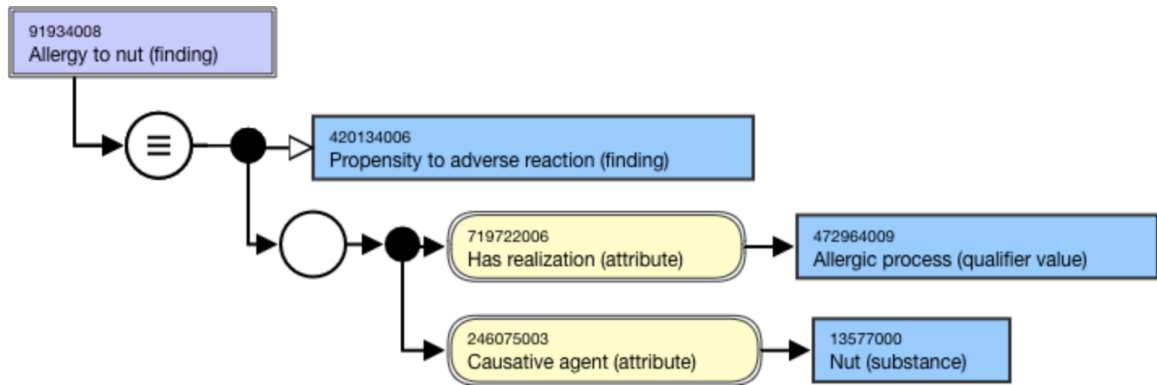 91934008
Allergy to nut (finding)
420134006
Propensity to adverse reaction (finding)
719722006
Has realization (attribute)
472964009
Allergic process (qualifier value)
246075003
Causative agent (attribute)
13577000
Nut (substance)